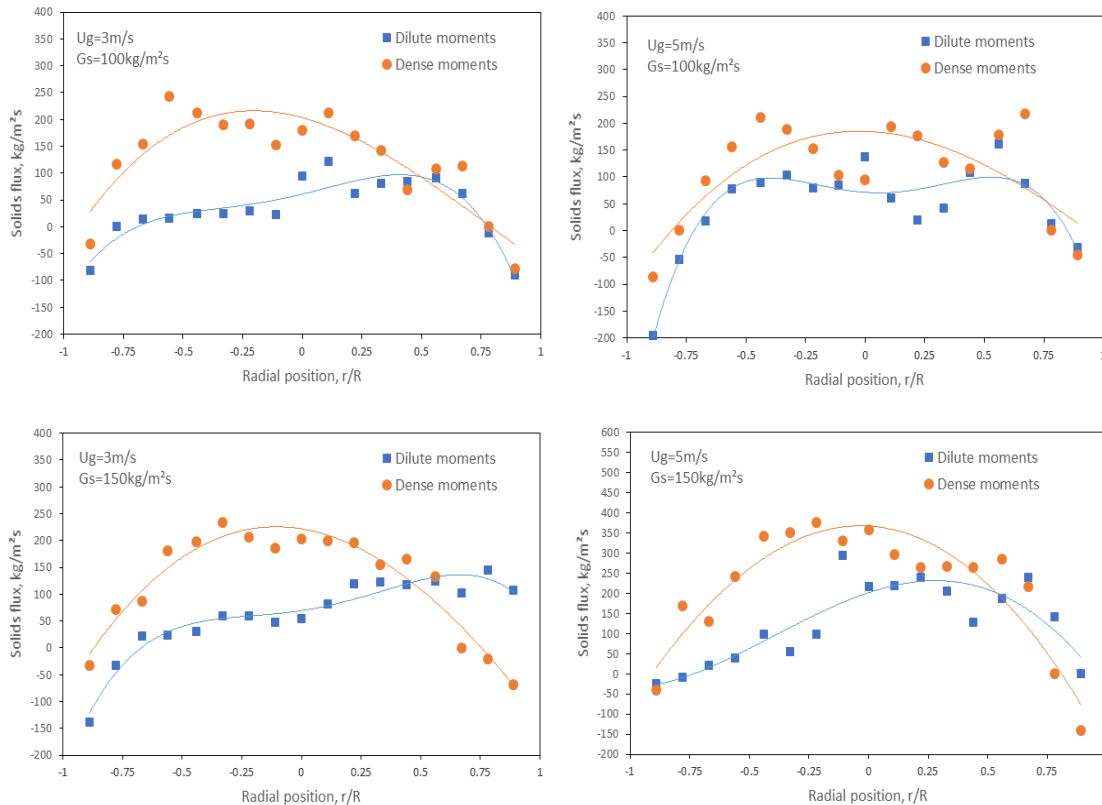 400
350
300
250
200
150
100
50
0
-50
-100
-150
-200
Solids flux, kg/m²s
Ug=3m/s
Gs=100kg/m²s
Dilute moments
Dense moments
-1 -0.75 -0.5 -0.25 0 0.25 0.5 0.75 1
Radial position, r/R
400
350
300
250
200
150
100
50
0
-50
-100
-150
-200
Solids flux, kg/m²s
Ug=5m/s
Gs=100kg/m²s
Dilute moments
Dense moments
-1 -0.75 -0.5 -0.25 0 0.25 0.5 0.75 1
Radial position, r/R
400
350
300
250
200
150
100
50
0
-50
-100
-150
-200
Solids flux, kg/m²s
Ug=3m/s
Gs=150kg/m²s
Dilute moments
Dense moments
-1 -0.75 -0.5 -0.25 0 0.25 0.5 0.75 1
Radial position, r/R
600
550
500
450
400
350
300
250
200
150
100
50
0
-50
-100
-150
-200
Solids flux, kg/m²s
Ug=5m/s
Gs=150kg/m²s
Dilute moments
Dense moments
-1 -0.75 -0.5 -0.25 0 0.25 0.5 0.75
Radial position, r/R